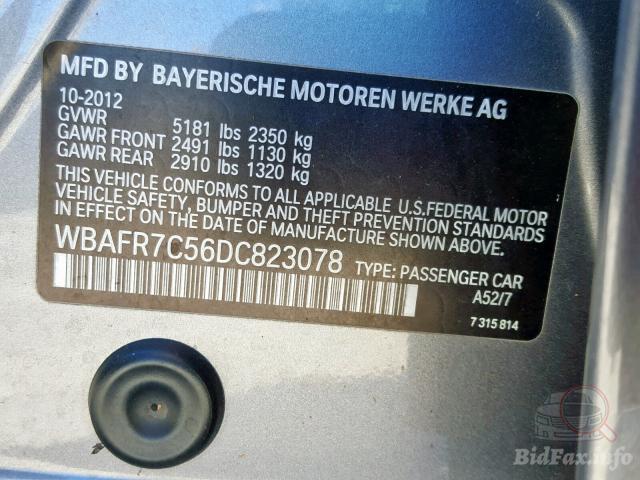 MFD BY BAYERISCHE MOTOREN WERKE AG
10-2012
GVWR 5181 lbs 2350 kg
GAWR FRONT 2491 lbs 1130 kg
GAWR REAR 2910 lbs 1320 kg
THIS VEHICLE CONFORMS TO ALL APPLICABLE U.S.FEDERAL MOTOR
VEHICLE SAFETY, BUMPER AND THEFT PREVENTION STANDARDS
IN EFFECT ON THE DATE OF MANUFACTURE SHOWN ABOVE.
WBAFR7C56DC823078 TYPE: PASSENGER CAR
A52/7
7 315 814
BidFax.info